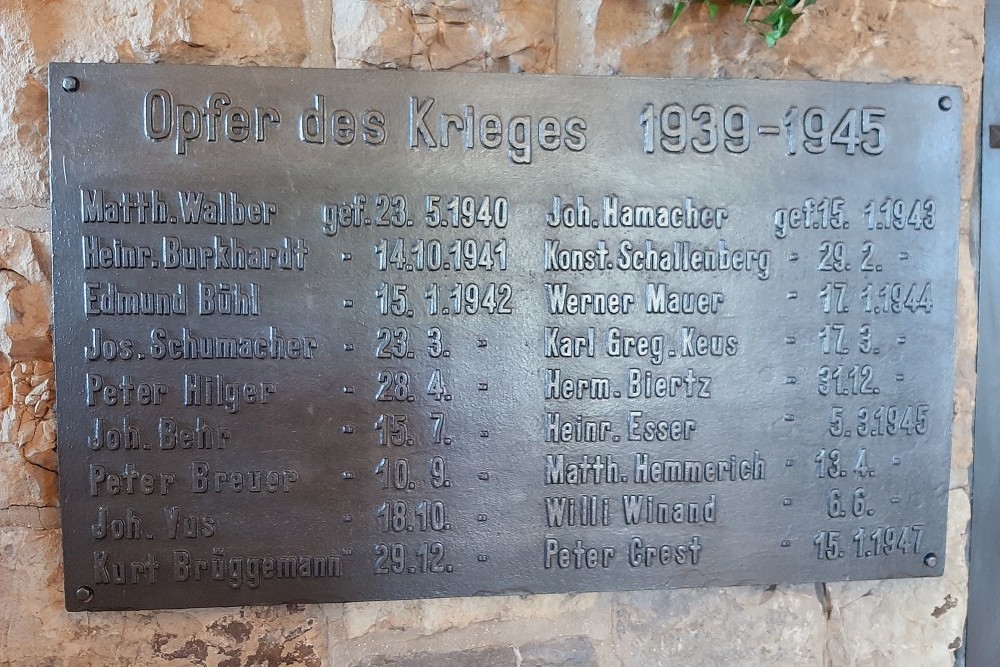 Opfer des Krieges 1939-1945
Matth. Walber gef. 23. 5. 1940
Heinr. Burkhardt " 14.10.1941
Edmund Bühl " 15. 1. 1942
Jos. Schumacher " 23. 3. "
Peter Hilger " 28. 4. "
Joh. Behr " 15. 7. "
Peter Breuer " 10. 9. "
Joh. Vus " 18.10. "
Kurt Brüggemann " 29.12. "
Joh. Hamacher gef. 15. 1. 1943
Konst. Schallenberg " 29. 2. "
Werner Mauer " 17. 1. 1944
Karl Greg. Keus " 17. 3. "
Herm. Biertz " 31.12. "
Heinr. Esser " 5. 3. 1945
Matth. Hemmerich " 13. 4. "
Willi Winand " 6. 6. "
Peter Crest " 15. 1. 1947